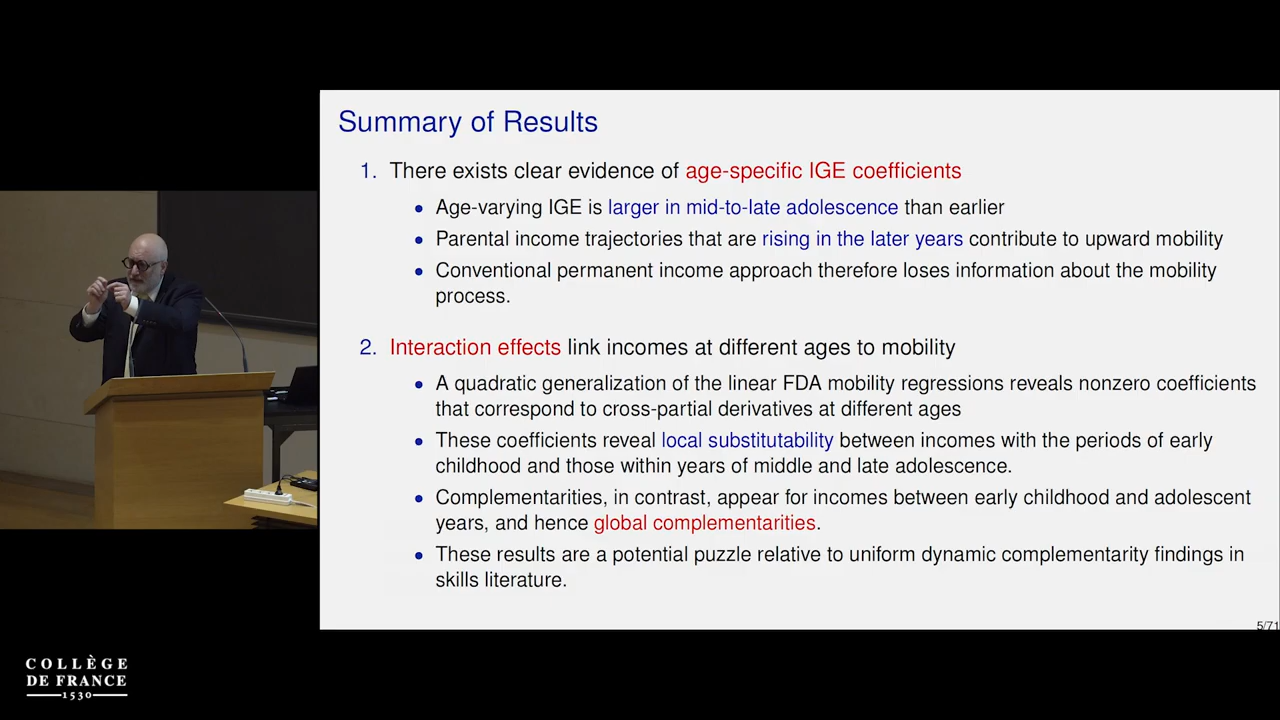 Summary of Results
1. There exists clear evidence of age-specific IGE coefficients
• Age-varying IGE is larger in mid-to-late adolescence than earlier
• Parental income trajectories that are rising in the later years contribute to upward mobility
• Conventional permanent income approach therefore loses information about the mobility
process.
2. Interaction effects link incomes at different ages to mobility
• A quadratic generalization of the linear FDA mobility regressions reveals nonzero coefficients
that correspond to cross-partial derivatives at different ages
• These coefficients reveal local substitutability between incomes with the periods of early
childhood and those within years of middle and late adolescence.
• Complementarities, in contrast, appear for incomes between early childhood and adolescent
years, and hence global complementarities.
• These results are a potential puzzle relative to uniform dynamic complementarity findings in
skills literature.
5/71
COLLÈGE
DE FRANCE
1530